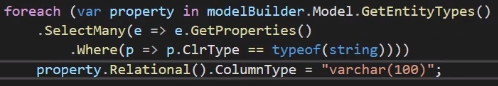 foreach (var property in modelBuilder.Model.GetEntityTypes()
    .SelectMany(e => e.GetProperties()
        .Where(p => p.ClrType == typeof(string))))
    property.Relational().ColumnType = "varchar(100)";